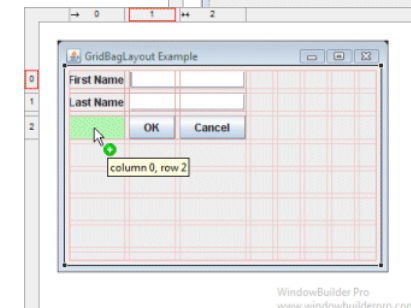 0 1 2
GridBagLayout Example
0
First Name
1
Last Name
2
OK Cancel
column 0, row 2
WindowBuilder Pro
www.windowbuilderpro.com